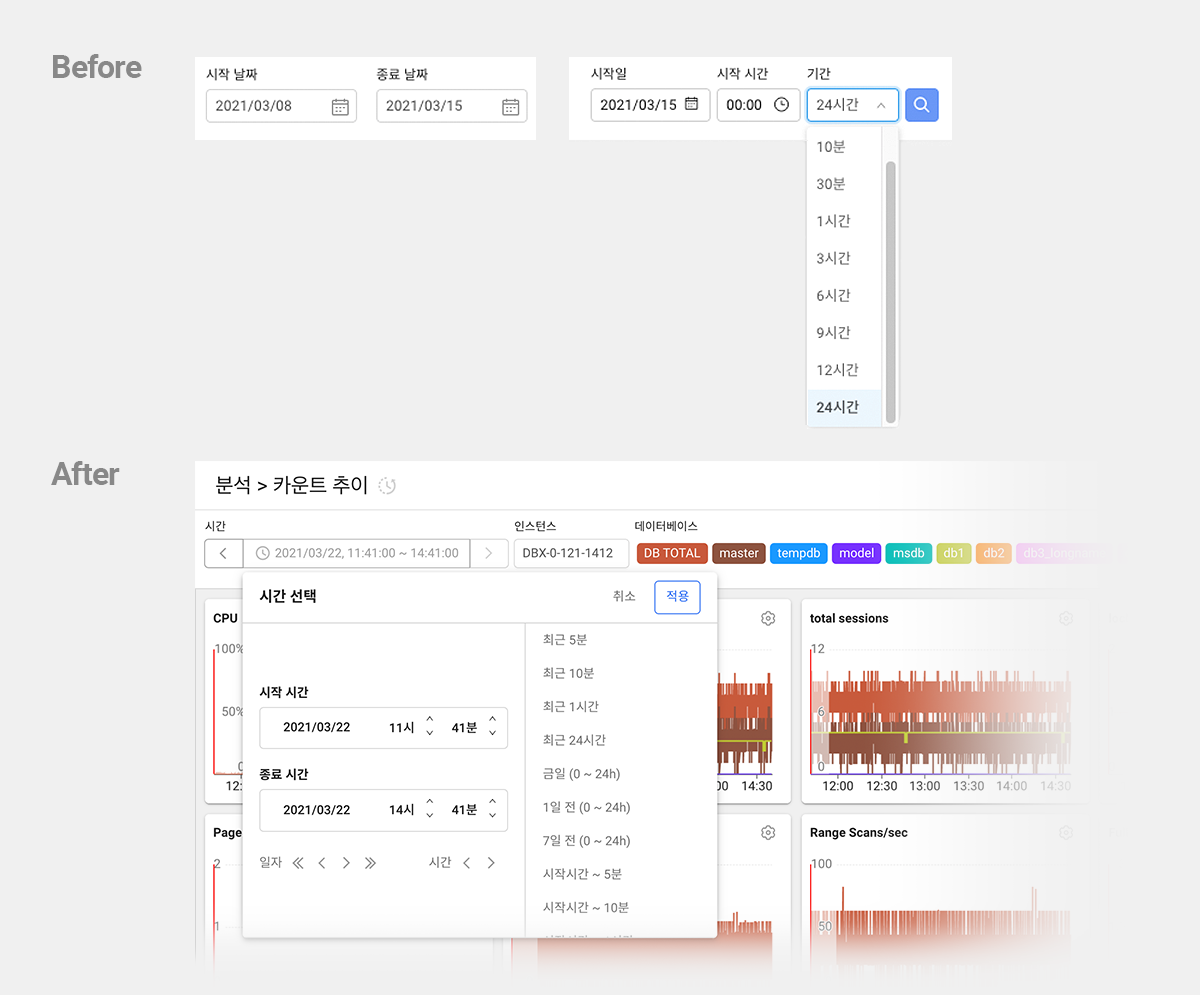 Before
시작 날짜 종료 날짜
2021/03/08 2021/03/15
시작일 시작 시간 기간
2021/03/15 00:00 24시간
10분
30분
1시간
3시간
6시간
9시간
12시간
24시간
After
분석 > 카운트 추이
시간 인스턴스 데이터베이스
2021/03/22, 11:41:00 ~ 14:41:00 DBX-0-121-1412 DB TOTAL master tempdb model msdb db1 db2
시간 선택 취소 적용
시작 시간
2021/03/22 11시 41분
종료 시간
2021/03/22 14시 41분
일자 시간
최근 5분
최근 10분
최근 1시간
최근 24시간
금일 (0 ~ 24h)
1일 전 (0 ~ 24h)
7일 전 (0 ~ 24h)
시작시간 ~ 5분
시작시간 ~ 10분
CPU
100%
50%
0
12:
00 14:30
total sessions
12
6
0
12:00 12:30 13:00 13:30 14:00 14:30
Page
2
1
Range Scans/sec
100
50